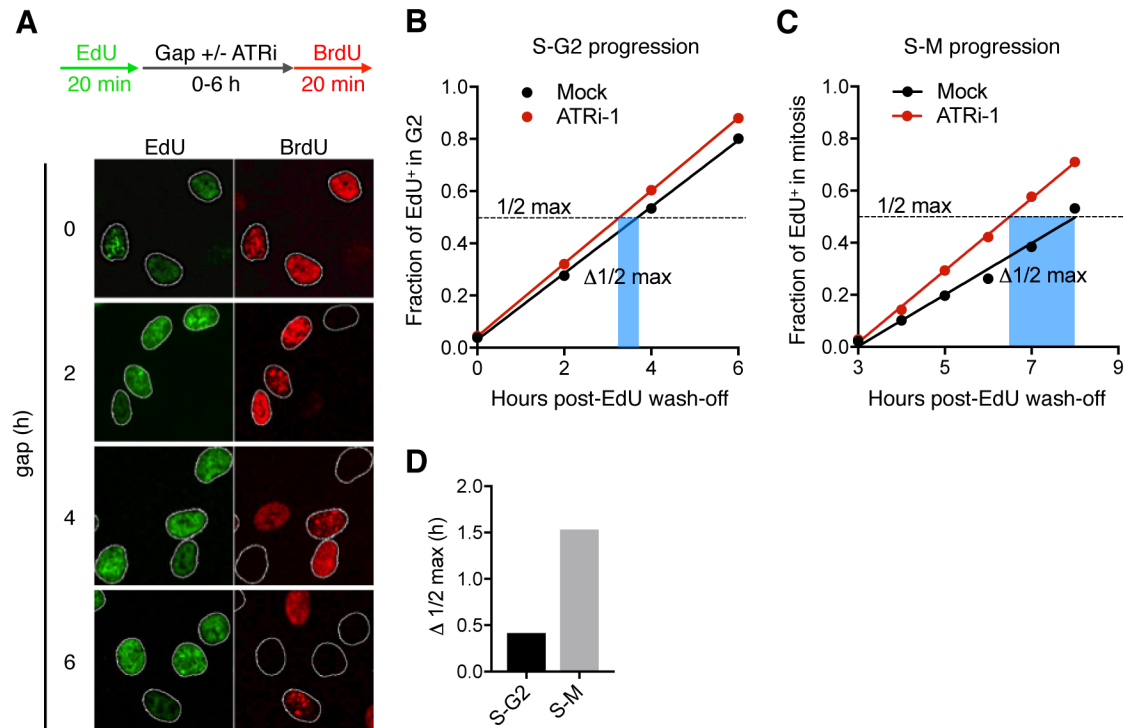 A
EdU
Gap +/- ATRi
BrdU
20 min
0-6 h
20 min
EdU
BrdU
gap (h)
0
2
4
6
B
S-G2 progression
Mock
ATRi-1
Fraction of EdU⁺ in G2
1.0
0.8
0.6
0.4
0.2
0.0
1/2 max
Δ1/2 max
0
2
4
6
Hours post-EdU wash-off
C
S-M progression
Mock
ATRi-1
Fraction of EdU⁺ in mitosis
1.0
0.8
0.6
0.4
0.2
0.0
1/2 max
Δ1/2 max
3
5
7
9
Hours post-EdU wash-off
D
Δ 1/2 max (h)
2.0
1.5
1.0
0.5
0.0
S-G2
S-M